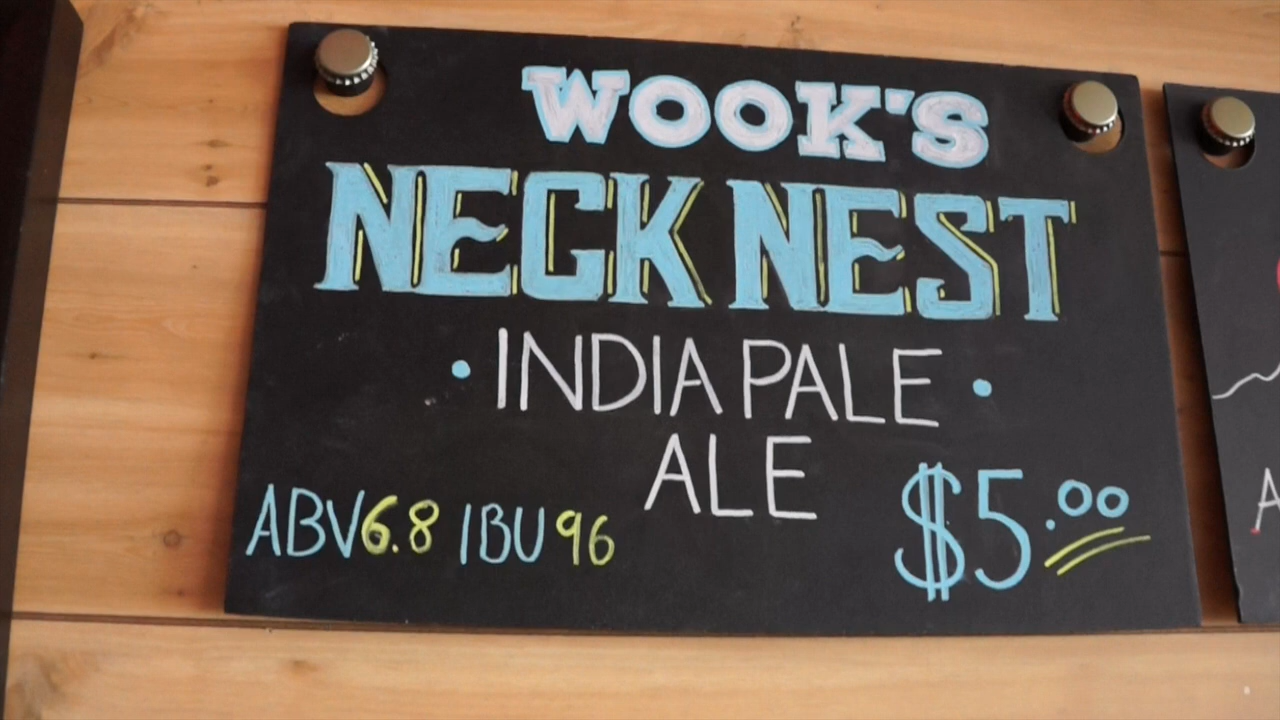 WOOK'S
NECK NEST
• INDIA PALE •
ALE
ABV 6.8 IBU 96
$5.00
A